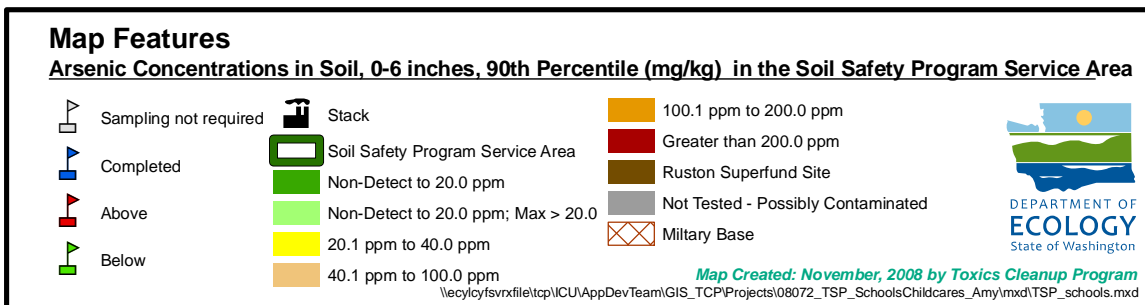 Map Features
Arsenic Concentrations in Soil, 0-6 inches, 90th Percentile (mg/kg) in the Soil Safety Program Service Area
Sampling not required
Completed
Above
Below
Stack
Soil Safety Program Service Area
Non-Detect to 20.0 ppm
Non-Detect to 20.0 ppm; Max > 20.0
20.1 ppm to 40.0 ppm
40.1 ppm to 100.0 ppm
100.1 ppm to 200.0 ppm
Greater than 200.0 ppm
Ruston Superfund Site
Not Tested - Possibly Contaminated
Miltary Base
DEPARTMENT OF
ECOLOGY
State of Washington
Map Created: November, 2008 by Toxics Cleanup Program
\\ecylcyfsvrxfile\tcp\ICU\AppDevTeam\GIS_TCP\Projects\08072_TSP_SchoolsChildcares_Amy\mxd\TSP_schools.mxd